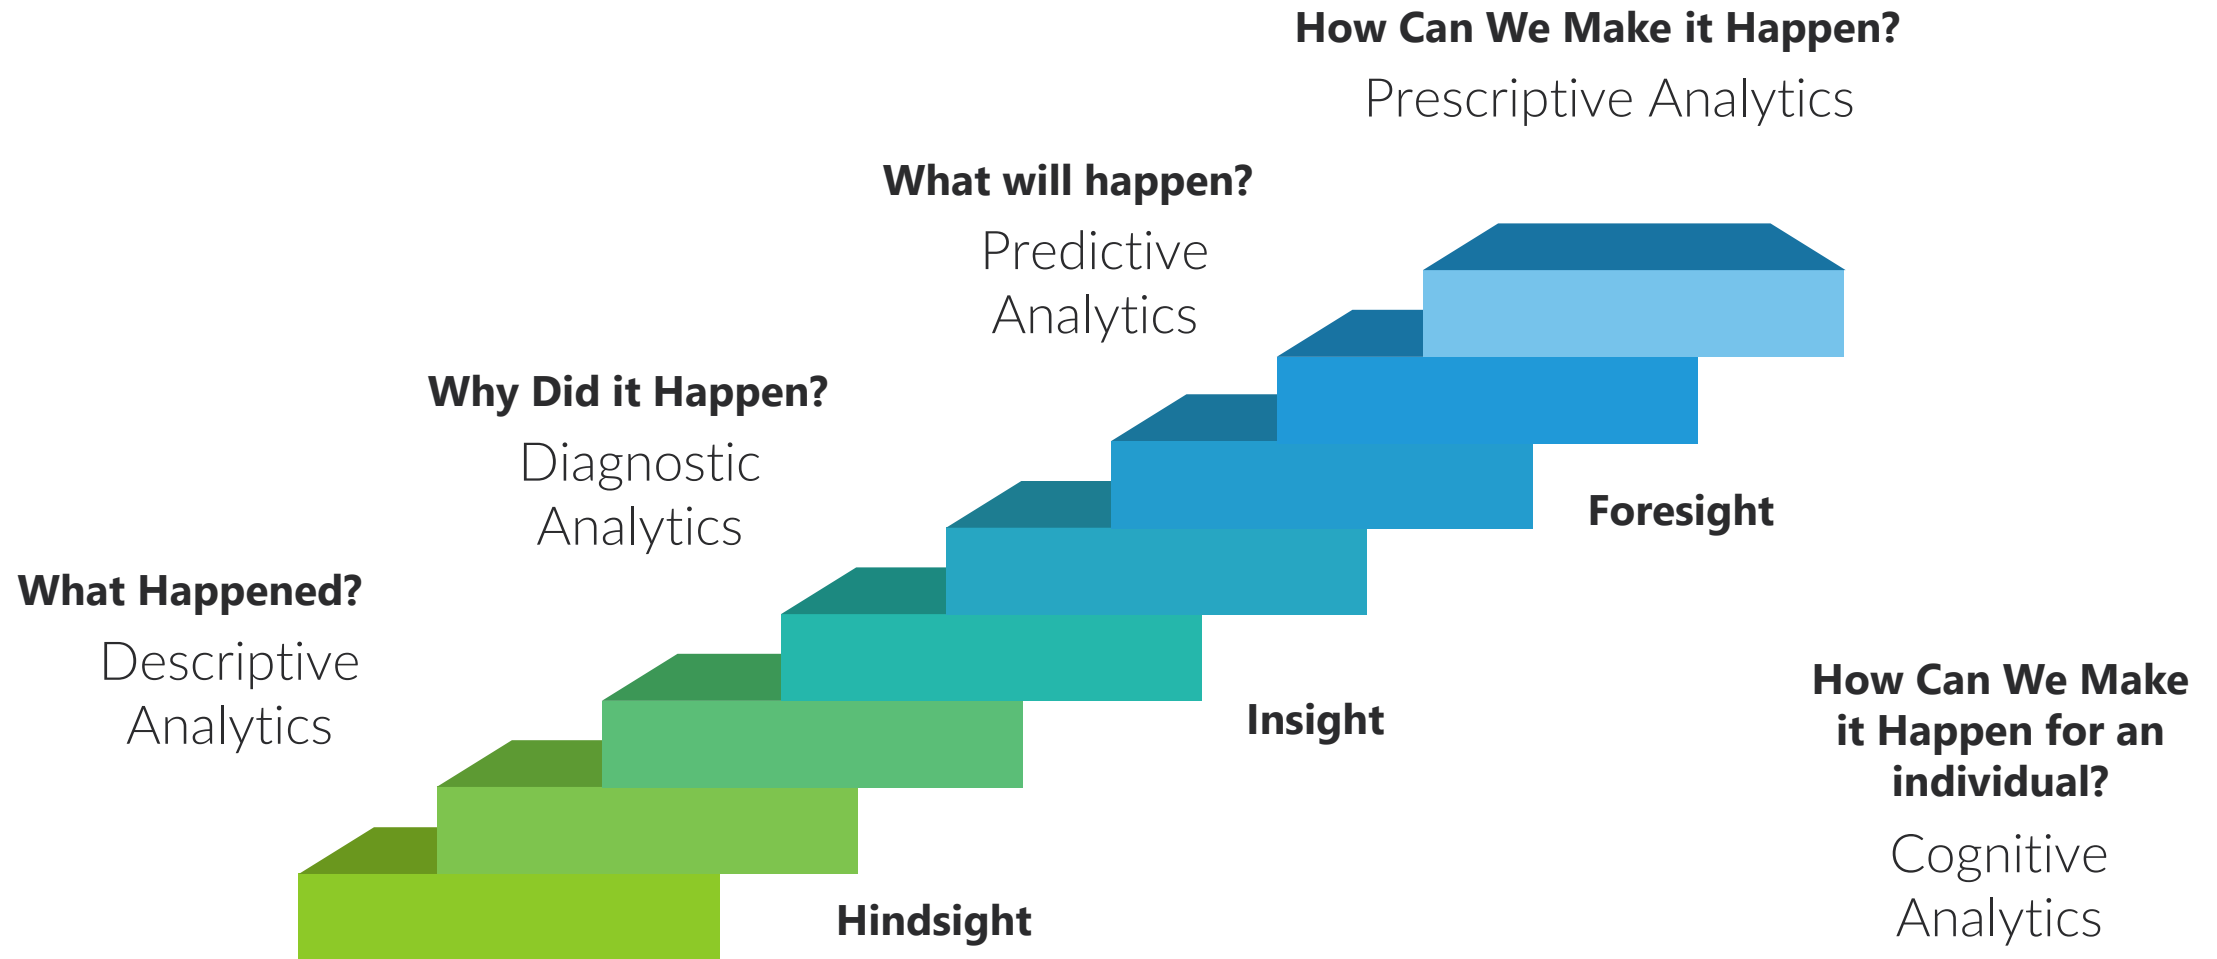 How Can We Make it Happen?
Prescriptive Analytics
What will happen?
Predictive
Analytics
Why Did it Happen?
Diagnostic
Analytics
What Happened?
Descriptive
Analytics
Foresight
Insight
Hindsight
How Can We Make
it Happen for an
individual?
Cognitive
Analytics